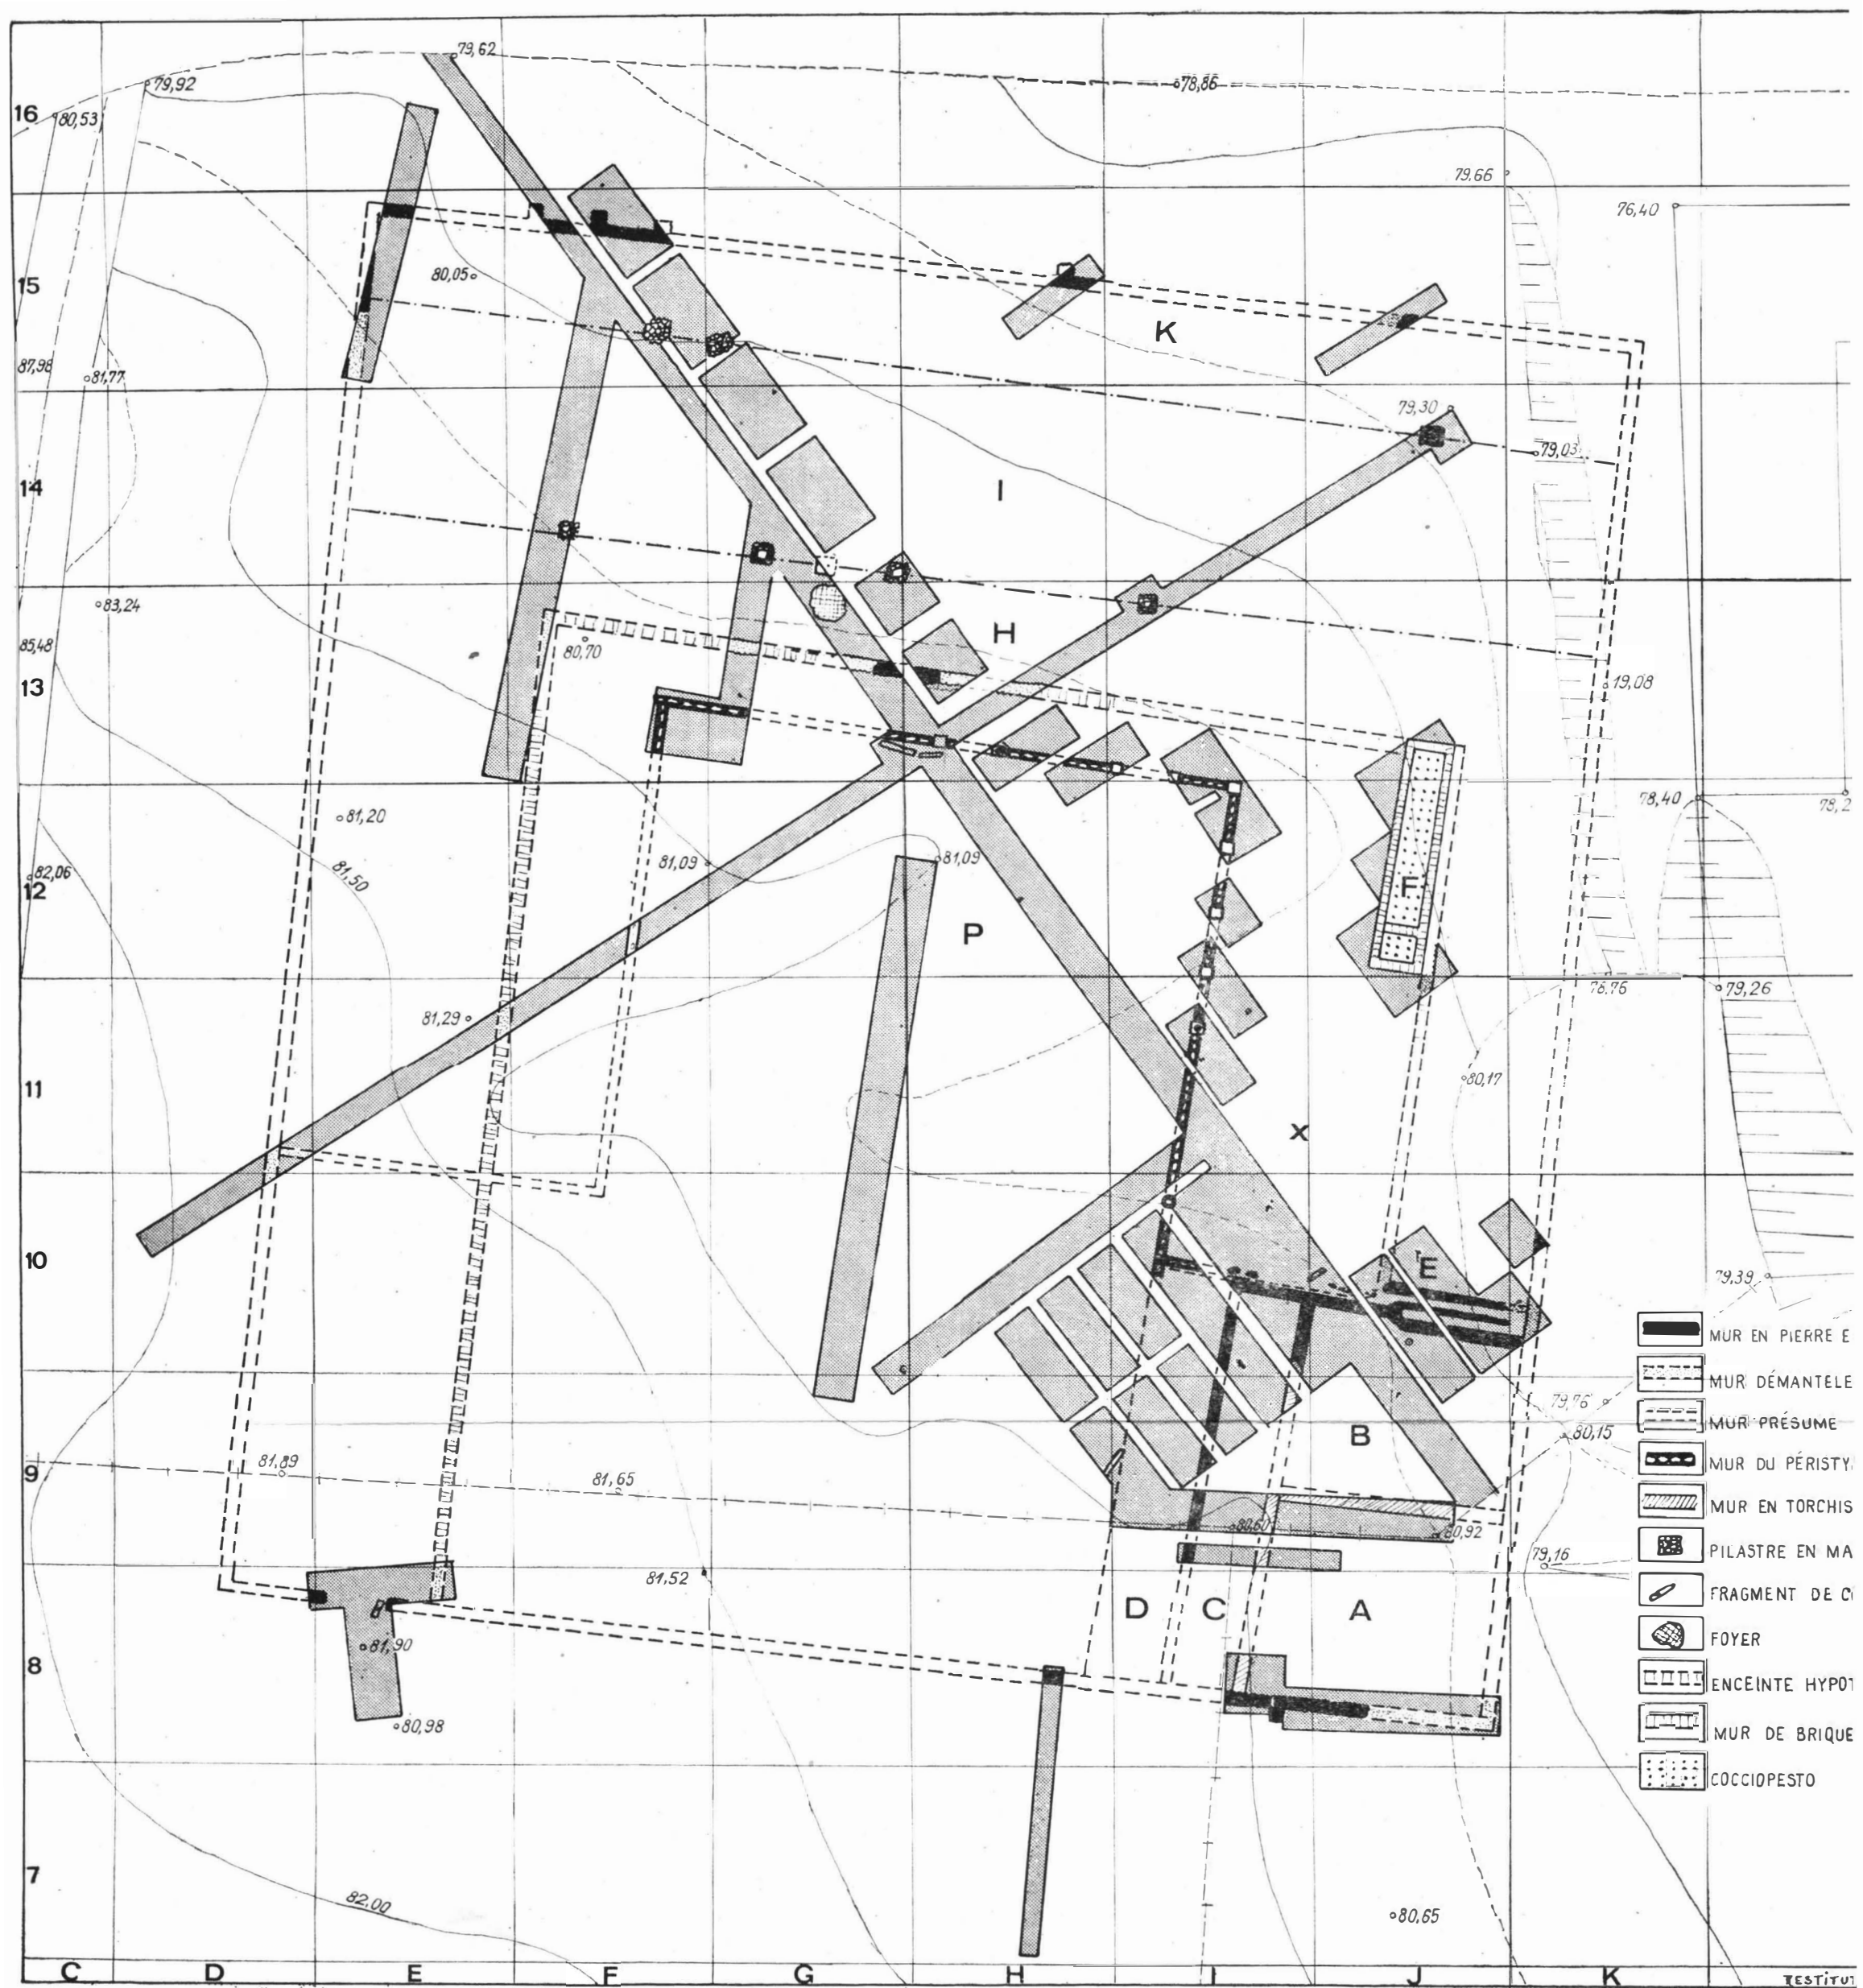 79,62
79,92
78,86
16
80,53
79.66
76,40
80,05
15
K
87,98
81,77
79,30
79,03
14
I
83,24
H
85,48
80,70
13
19,08
78,40
78,2
81,20
81,09
81,09
81,50
82,06
12
F
P
76,76
79,26
81,29
11
80,17
X
10
E
79,39
MUR EN PIERRE E
MUR DÉMANTELE
79,76
MUR PRÉSUME
80,15
B
MUR DU PÉRISTY
9
81,89
81,65
MUR EN TORCHIS
80,60
80,92
PILASTRE EN MA
79,16
81,52
FRAGMENT DE C
D
C
A
FOYER
81,90
8
ENCEINTE HYPOT
80,98
MUR DE BRIQUE
COCCIOPESTO
7
82,00
80,65
C D E F G H I J K
RESTITUT